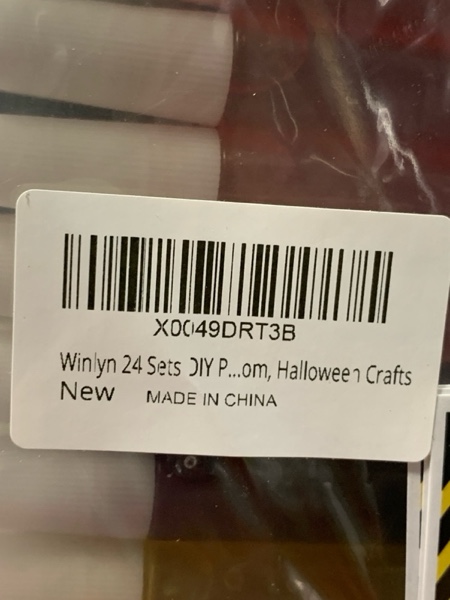 X0049DRT3B
Winlyn 24 Sets DIY P...om, Halloween Crafts
New MADE IN CHINA